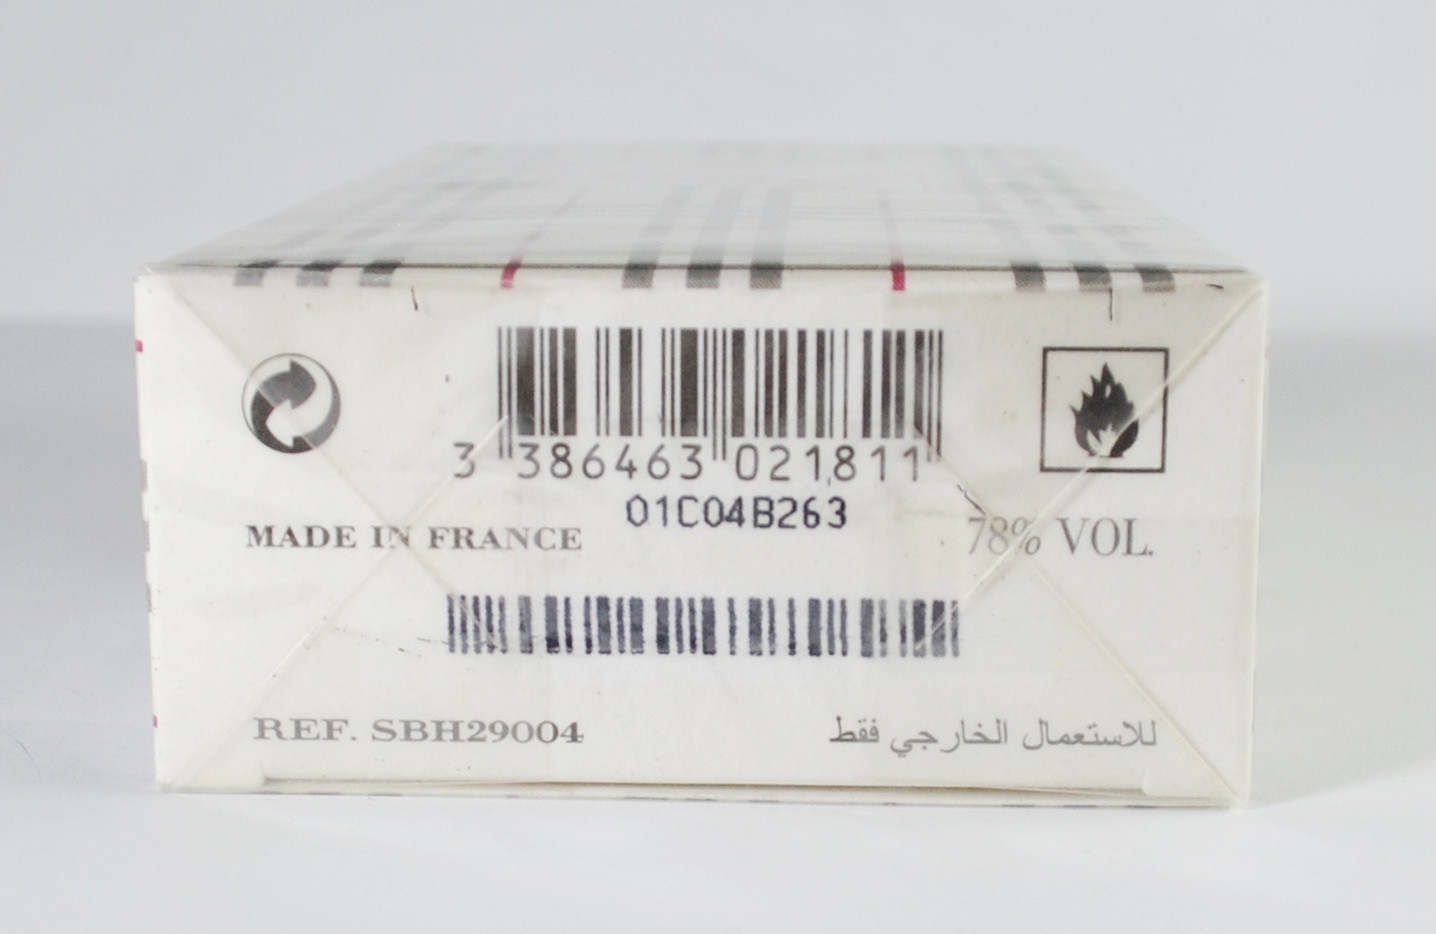 3 386463 021811
01C04B263
MADE IN FRANCE
78% VOL.
REF. SBH29004
للاستعمال الخارجي فقط